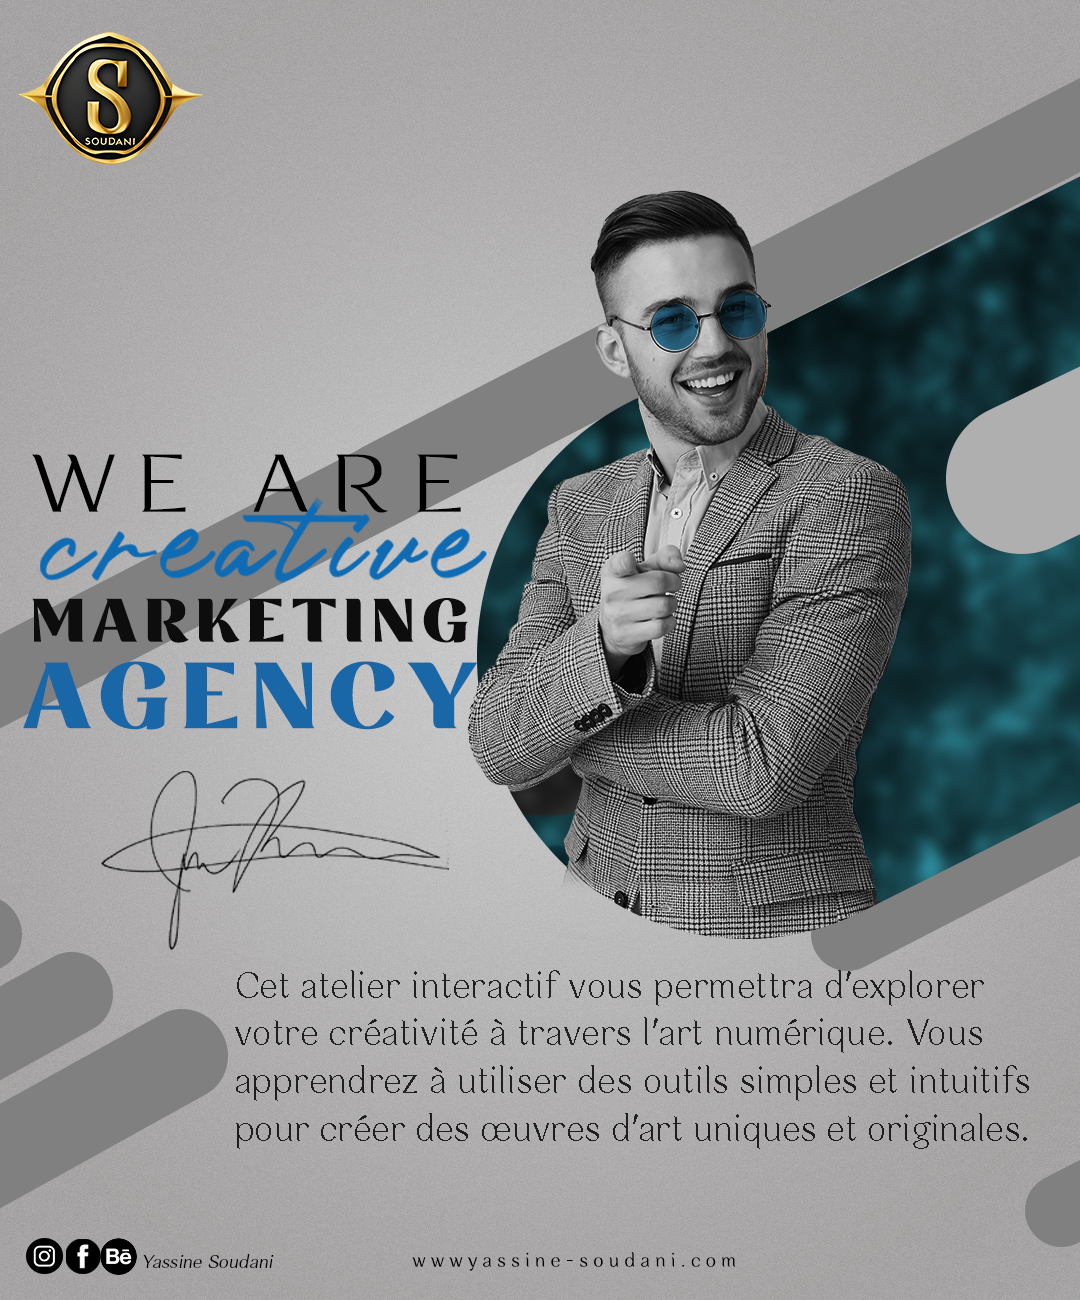 S
SOUDANI
WE ARE
creative
MARKETING
AGENCY
Cet atelier interactif vous permettra d'explorer
votre créativité à travers l'art numérique. Vous
apprendrez à utiliser des outils simples et intuitifs
pour créer des œuvres d'art uniques et originales.
Bē Yassine Soudani
wwwyassine-soudani.com